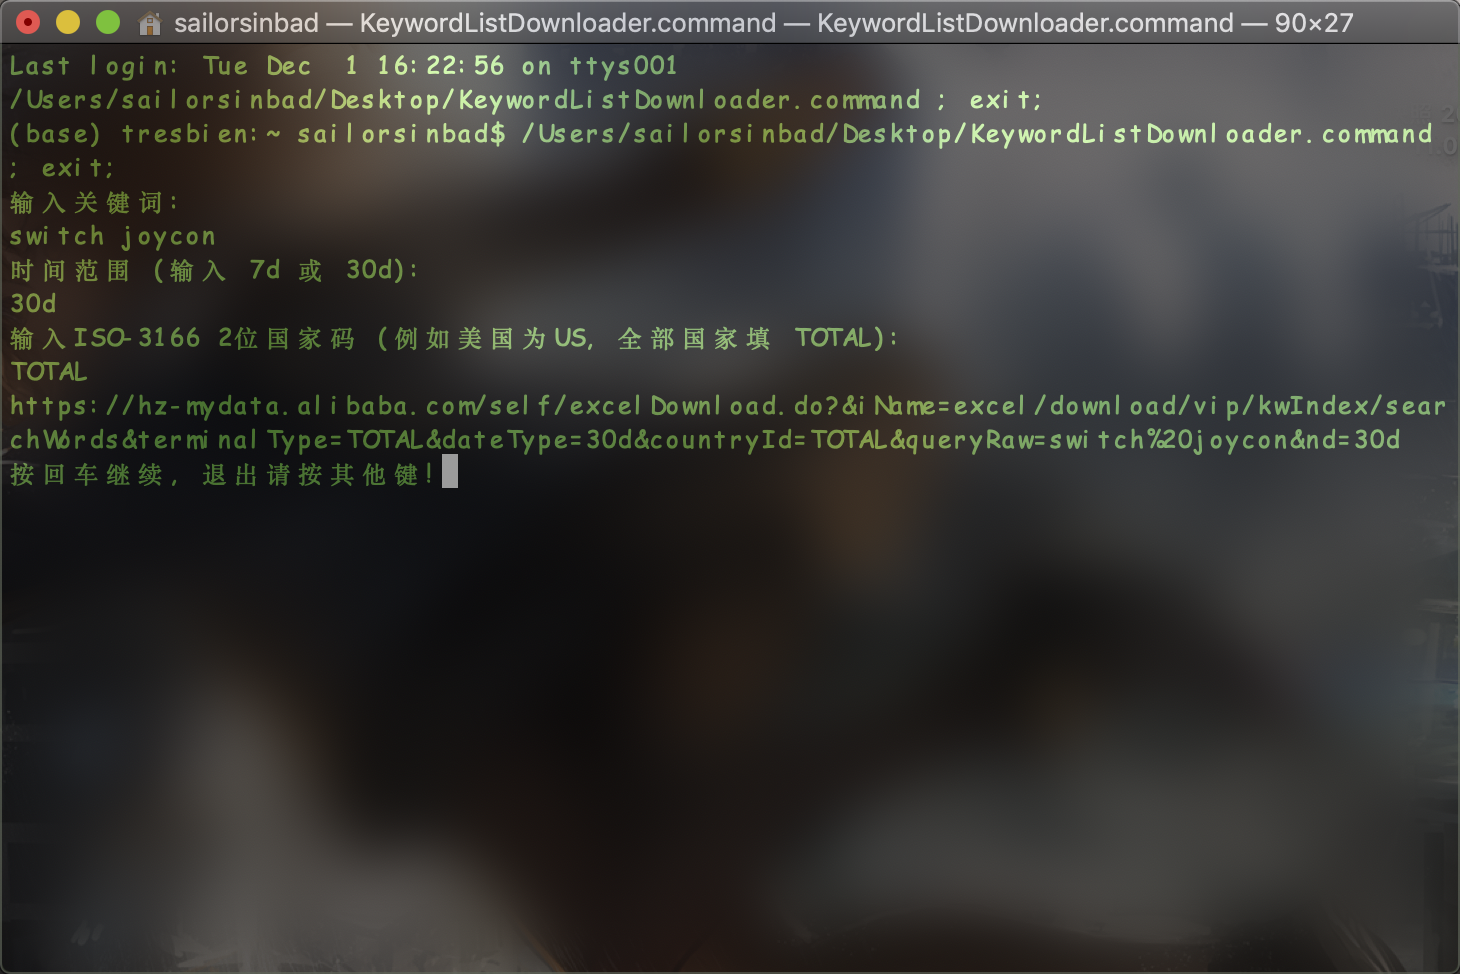 sailorsinbad — KeywordListDownloader.command — KeywordListDownloader.command — 90×27
Last login: Tue Dec  1 16:22:56 on ttys001
/Users/sailorsinbad/Desktop/KeywordListDownloader.command ; exit;
(base) tresbien:~ sailorsinbad$ /Users/sailorsinbad/Desktop/KeywordListDownloader.command
; exit;
输入关键词:
switch joycon
时间范围 (输入 7d 或 30d):
30d
输入ISO-3166 2位国家码 (例如美国为US, 全部国家填 TOTAL):
TOTAL
https://hz-mydata.alibaba.com/self/excelDownload.do?&iName=excel/download/vip/kwIndex/sear
chWords&terminalType=TOTAL&dateType=30d&countryId=TOTAL&queryRaw=switch%20joycon&nd=30d
按回车继续, 退出请按其他键!